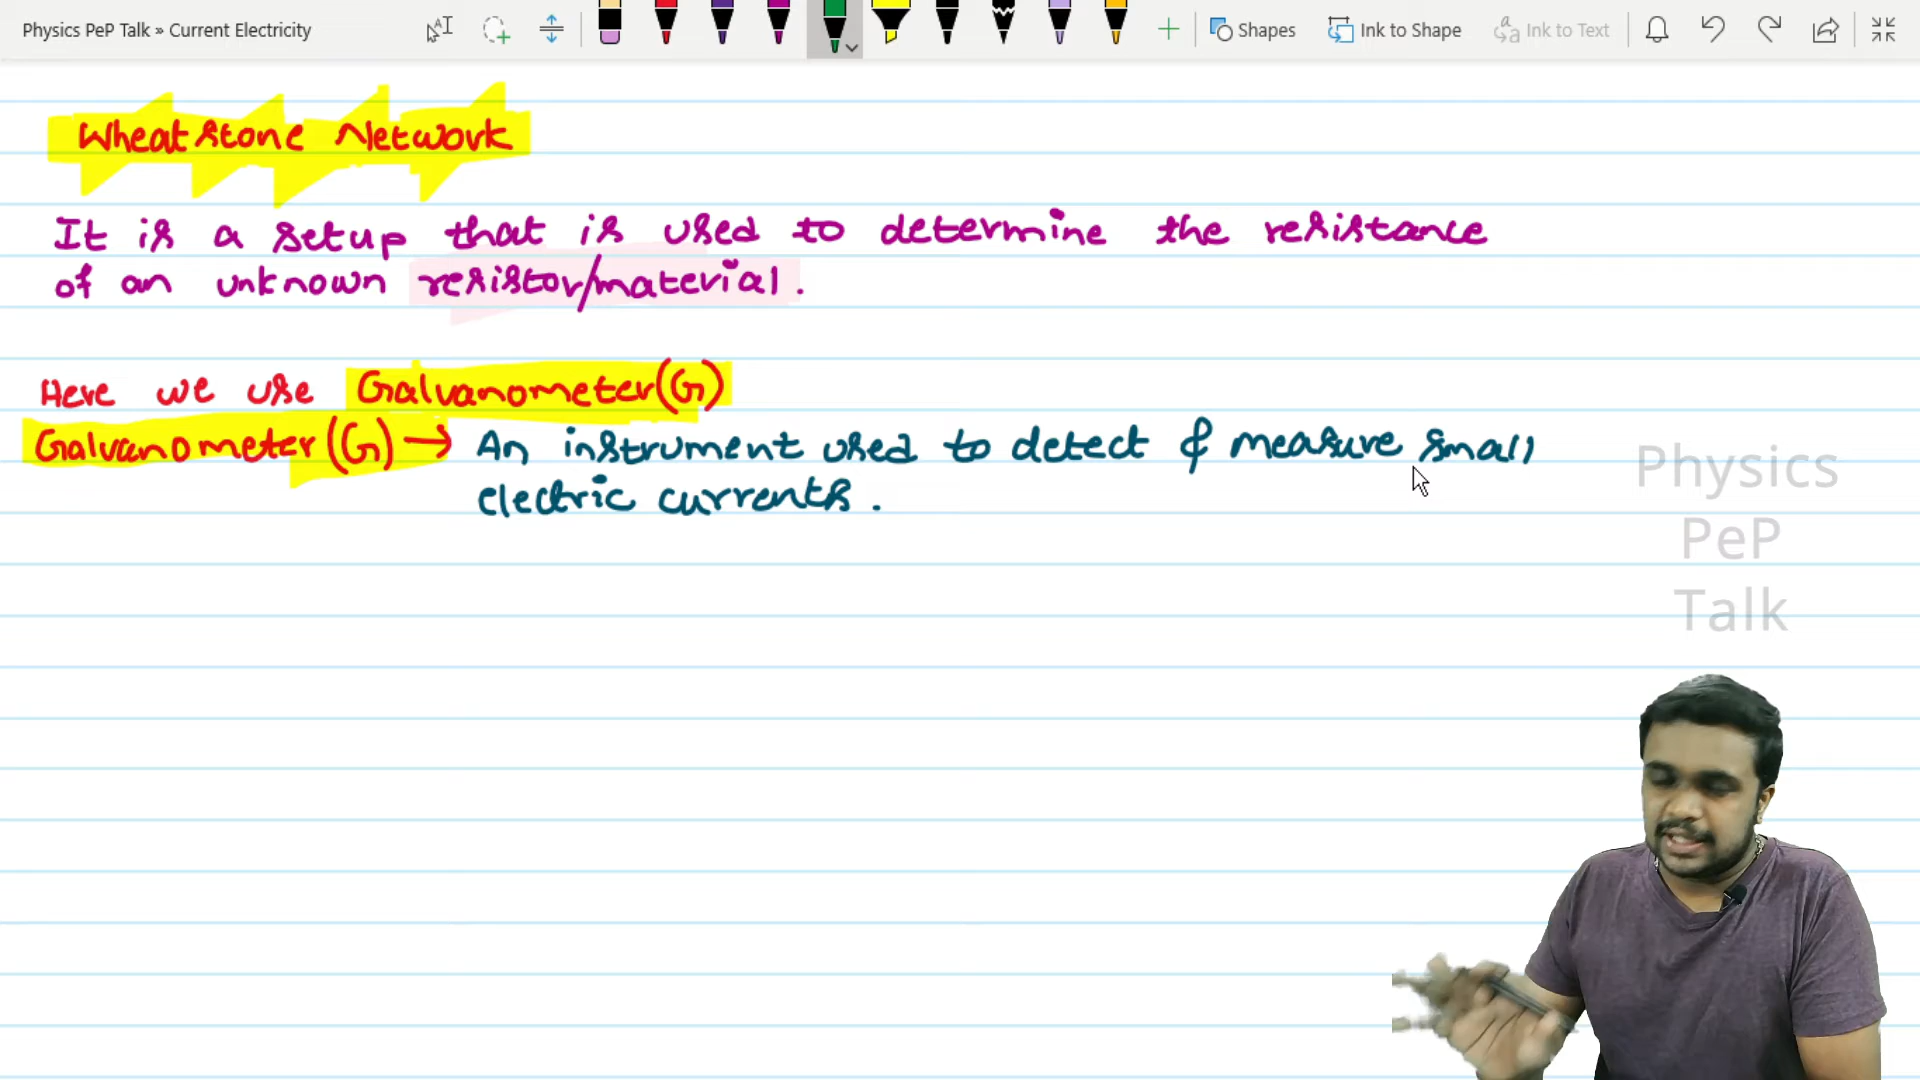 Physics PeP Talk » Current Electricity
Shapes
Ink to Shape
Ink to Text
Wheatstone Network
It is a setup that is used to determine the resistance
of an unknown resistor/material.
Here we use Galvanometer(G)
Galvanometer(G) → An instrument used to detect & measure small
electric currents.
Physics
PeP
Talk